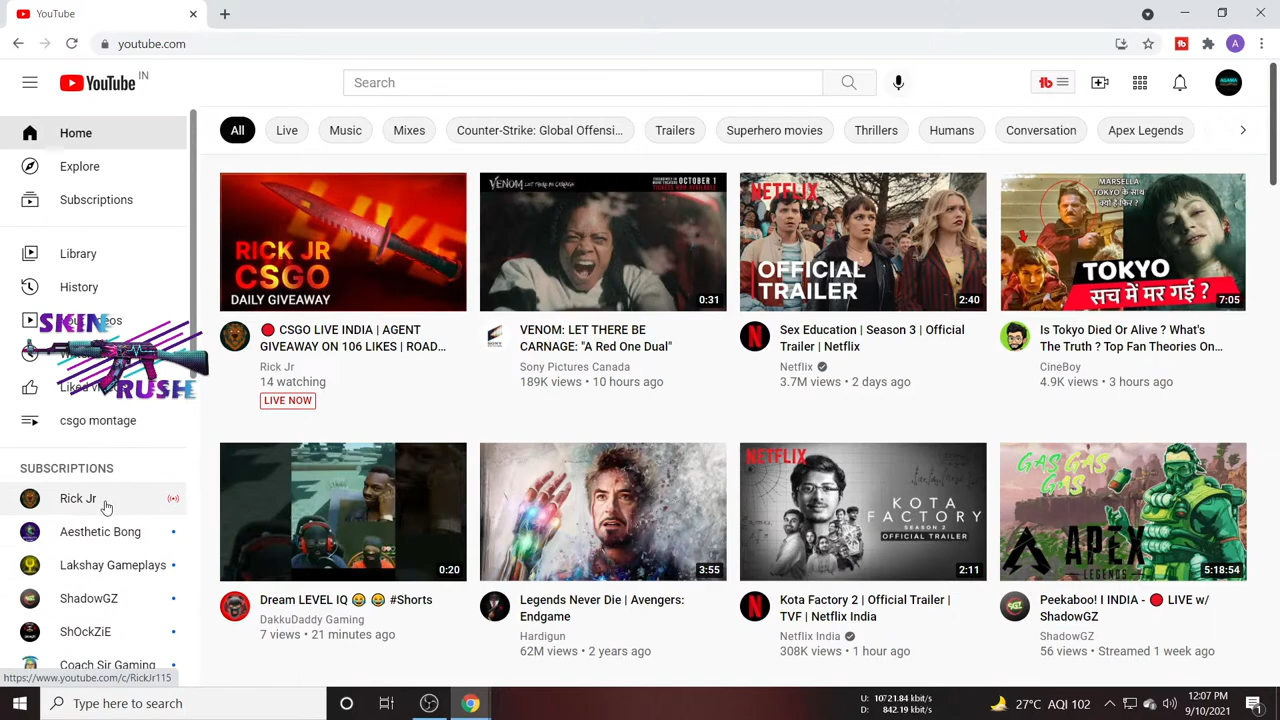 YouTube
youtube.com
YouTube
IN
Search
Home
Explore
Subscriptions
Library
History
Liked
csgo montage
SKIN
RUSH
SUBSCRIPTIONS
Rick Jr
Aesthetic Bong
Lakshay Gameplays
ShadowGZ
ShOckZiE
Coach Sir Gaming
https://www.youtube.com/c/RickJr115
All
Live
Music
Mixes
Counter-Strike: Global Offensi...
Trailers
Superhero movies
Thrillers
Humans
Conversation
Apex Legends
RICK JR
CSGO
DAILY GIVEAWAY
🔴 CSGO LIVE INDIA | AGENT
GIVEAWAY ON 106 LIKES | ROAD...
Rick Jr
14 watching
LIVE NOW
VENOM LET THERE BE CARNAGE
OCTOBER 1
0:31
VENOM: LET THERE BE
CARNAGE: "A Red One Dual"
Sony Pictures Canada
189K views • 10 hours ago
NETFLIX
OFFICIAL
TRAILER
2:40
Sex Education | Season 3 | Official
Trailer | Netflix
Netflix
3.7M views • 2 days ago
MARSELLA
TOKYO के साथ
क्यों है फिर ?
TOKYO
सच में मर गई ?
7:05
Is Tokyo Died Or Alive ? What's
The Truth ? Top Fan Theories On...
CineBoy
4.9K views • 3 hours ago
0:20
Dream LEVEL IQ 😂 😂 #Shorts
DakkuDaddy Gaming
7 views • 21 minutes ago
3:55
Legends Never Die | Avengers:
Endgame
Hardigun
62M views • 2 years ago
NETFLIX
KOTA
FACTORY
SEASON 2
OFFICIAL TRAILER
2:11
Kota Factory 2 | Official Trailer |
TVF | Netflix India
Netflix India
308K views • 1 hour ago
GAS GAS
GAS
APEX
LEGENDS
5:18:54
Peekaboo! I INDIA - 🔴 LIVE w/
ShadowGZ
ShadowGZ
56 views • Streamed 1 week ago
Type here to search
U: 10721.84 kbit/s
D: 842.19 kbit/s
27°C AQI 102
12:07 PM
9/10/2021